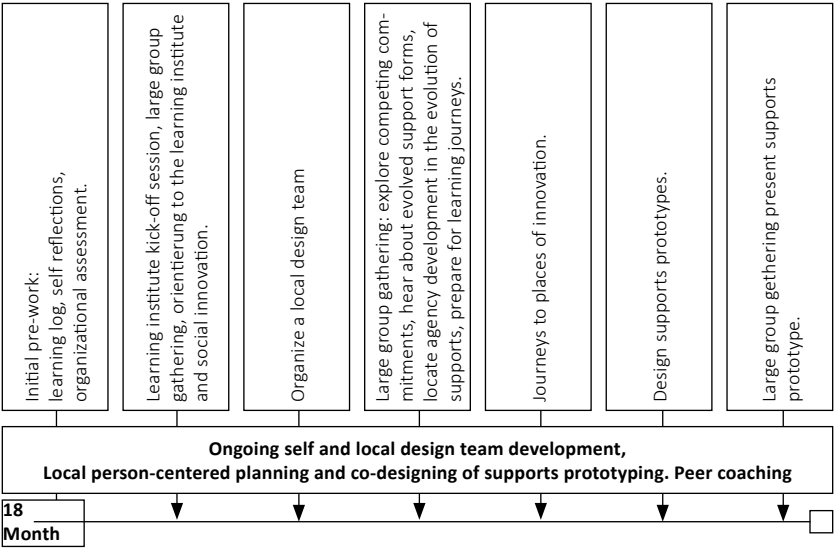 Initial pre-work:
learning log, self reflections,
organizational assessment.
Learning institute kick-off session, large group
gathering, orientierung to the learning institute
and social innovation.
Organize a local design team
Large group gathering: explore competing com-
mitments, hear about evolved support forms,
locate agency development in the evolution of
supports, prepare for learning journeys.
Journeys to places of innovation.
Design supports prototypes.
Large group gethering present supports
prototype.
Ongoing self and local design team development,
Local person-centered planning and co-designing of supports prototyping. Peer coaching
18
Month